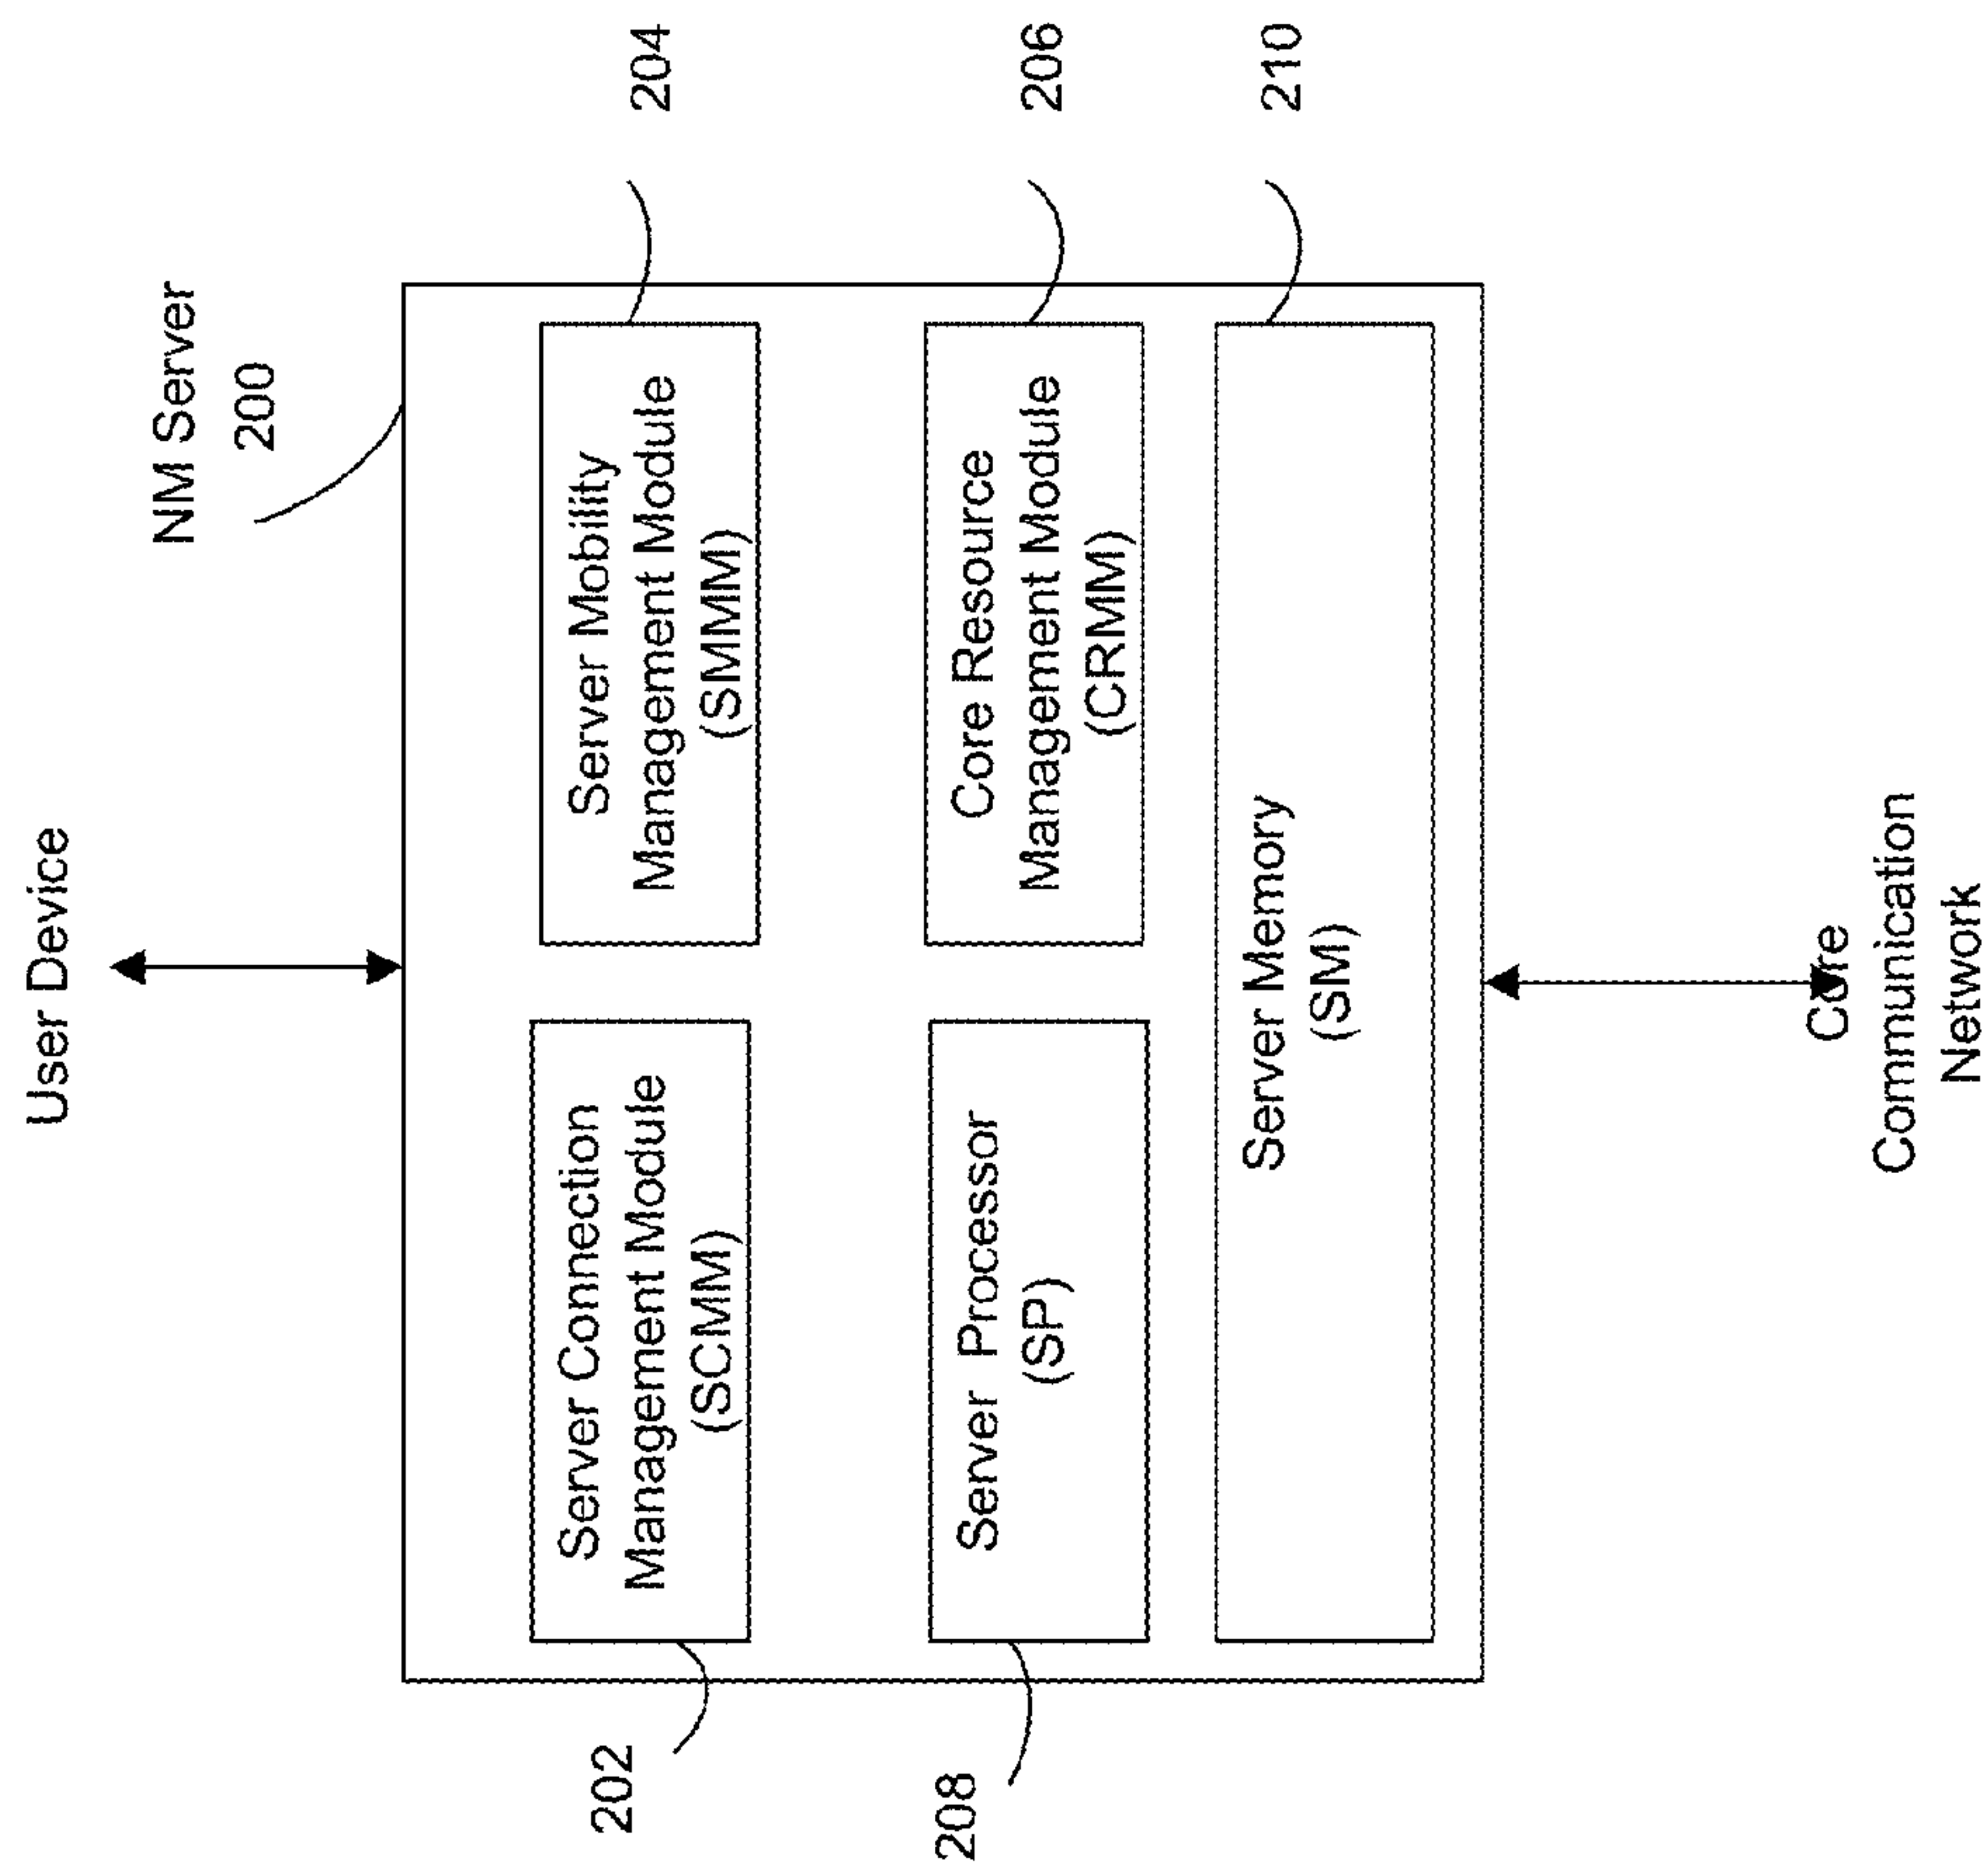 User Device
NM Server
200
Server Connection
Management Module
(SCMM)
202
Server Mobility
Management Module
(SMMM)
204
Server Processor
(SP)
208
Core Resource
Management Module
(CRMM)
206
Server Memory
(SM)
210
Core
Communication
Network